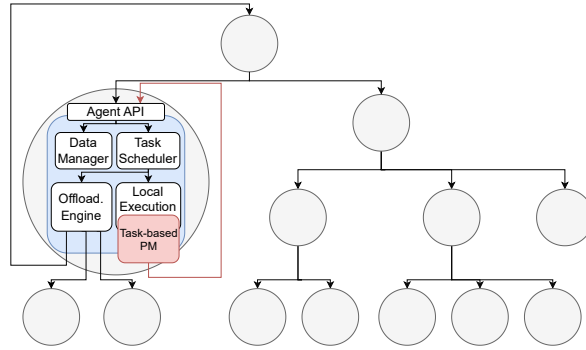 Agent API
Data
Manager
Task
Scheduler
Offload.
Engine
Local
Execution
Task-based
PM